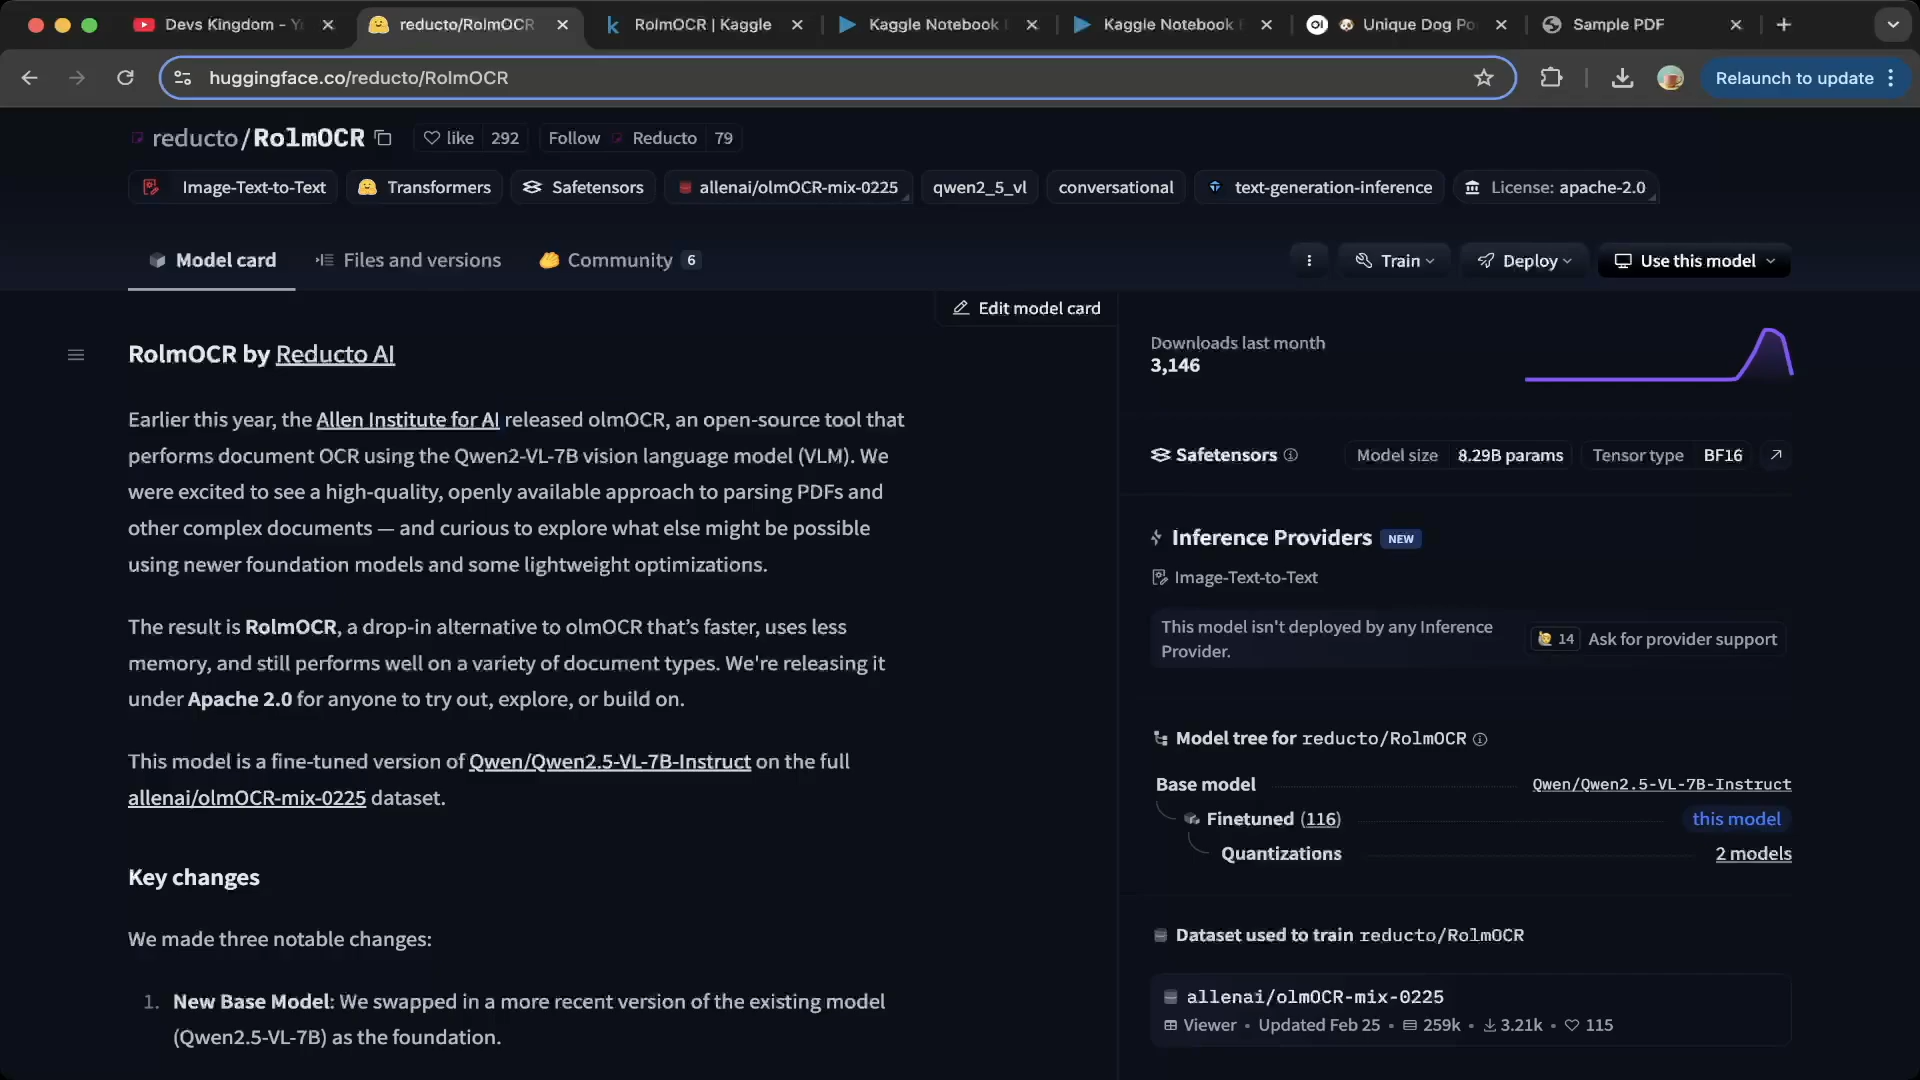 Devs Kingdom - Y
reducto/RolmOCR
RolmOCR | Kaggle
Kaggle Notebook
Kaggle Notebook
Unique Dog Po
Sample PDF
huggingface.co/reducto/RolmOCR
Relaunch to update
reducto/RolmOCR
like 292
Follow Reducto 79
Image-Text-to-Text
Transformers
Safetensors
allenai/olmOCR-mix-0225
qwen2_5_vl
conversational
text-generation-inference
License: apache-2.0
Model card
Files and versions
Community 6
Train
Deploy
Use this model
Edit model card
RolmOCR by Reducto AI
Earlier this year, the Allen Institute for AI released olmOCR, an open-source tool that
performs document OCR using the Qwen2-VL-7B vision language model (VLM). We
were excited to see a high-quality, openly available approach to parsing PDFs and
other complex documents — and curious to explore what else might be possible
using newer foundation models and some lightweight optimizations.
The result is RolmOCR, a drop-in alternative to olmOCR that’s faster, uses less
memory, and still performs well on a variety of document types. We're releasing it
under Apache 2.0 for anyone to try out, explore, or build on.
This model is a fine-tuned version of Qwen/Qwen2.5-VL-7B-Instruct on the full
allenai/olmOCR-mix-0225 dataset.
Key changes
We made three notable changes:
1. New Base Model: We swapped in a more recent version of the existing model
(Qwen2.5-VL-7B) as the foundation.
Downloads last month
3,146
Safetensors
Model size 8.29B params
Tensor type BF16
Inference Providers NEW
Image-Text-to-Text
This model isn't deployed by any Inference
Provider.
14 Ask for provider support
Model tree for reducto/RolmOCR
Base model Qwen/Qwen2.5-VL-7B-Instruct
Finetuned (116) this model
Quantizations 2 models
Dataset used to train reducto/RolmOCR
allenai/olmOCR-mix-0225
Viewer • Updated Feb 25 • 259k • 3.21k • 115